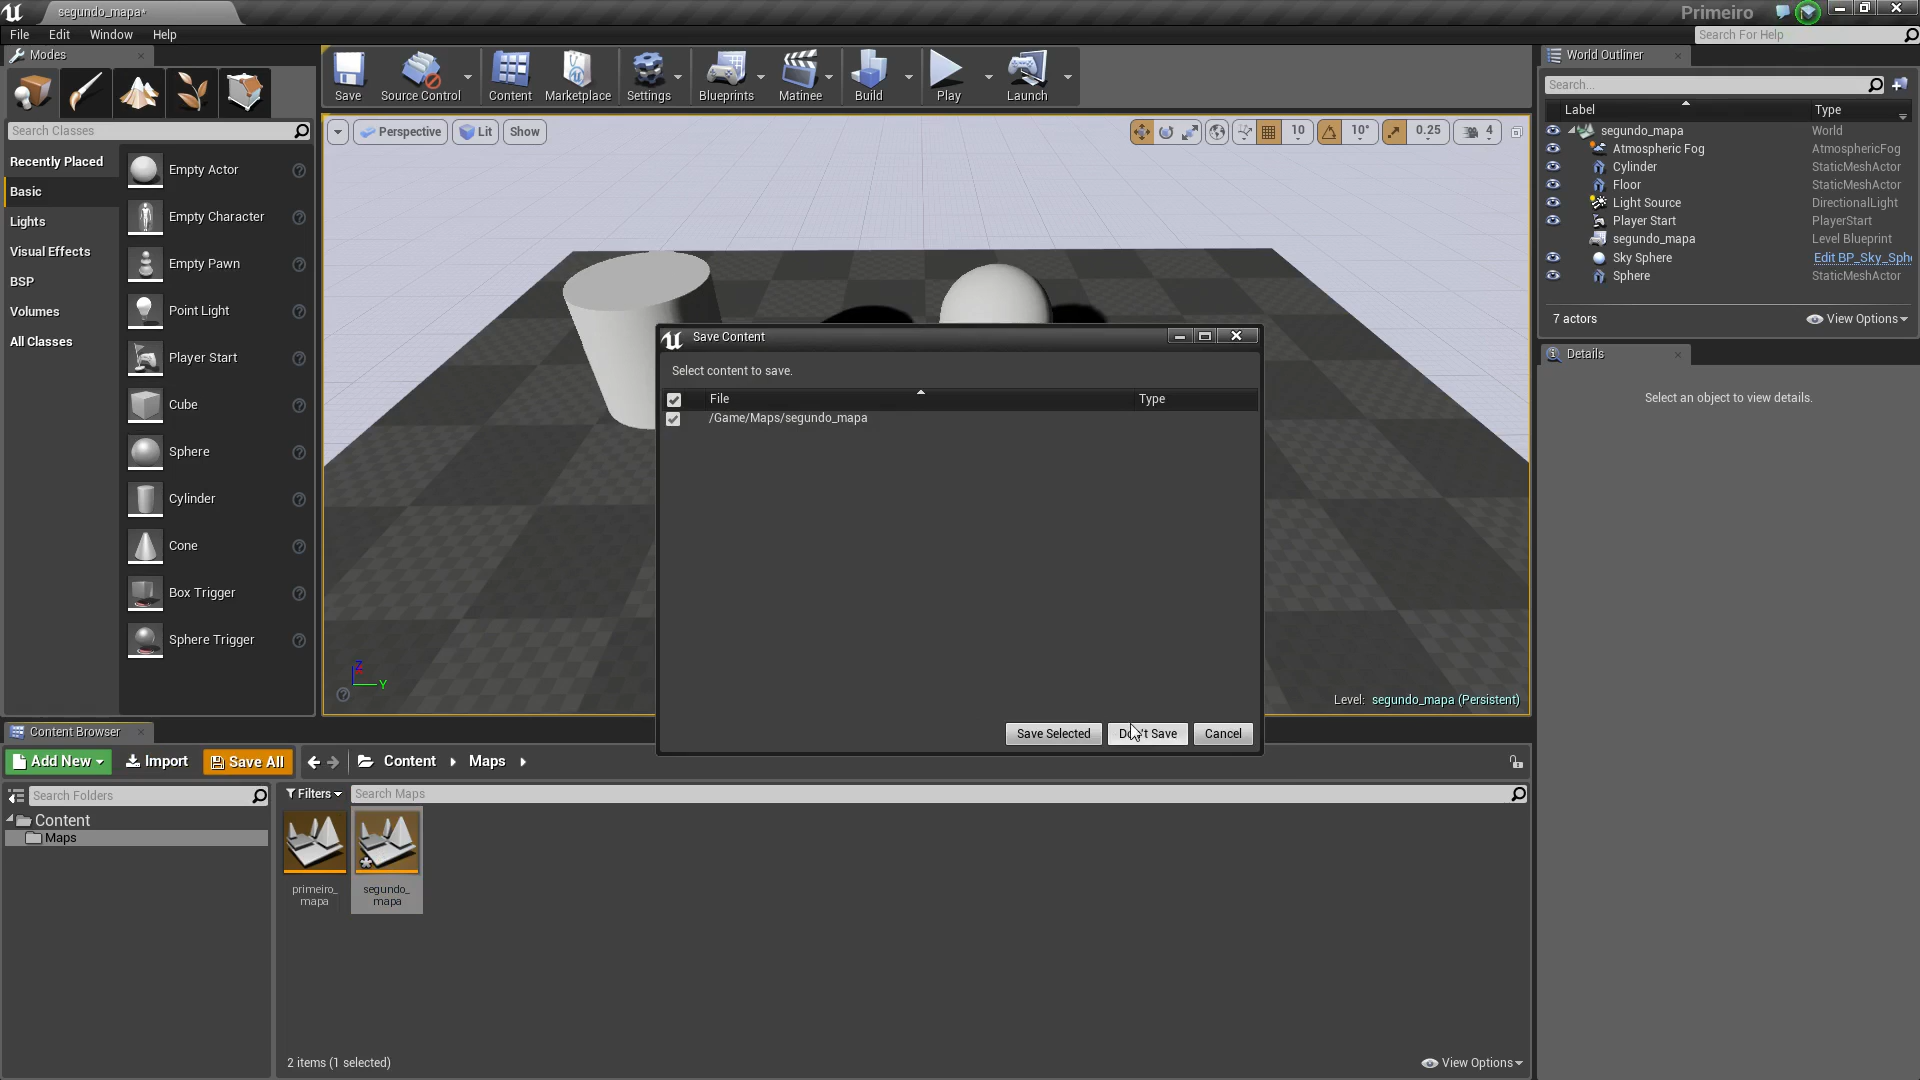 segundo_mapa*
Primeiro
File Edit Window Help
Search For Help
Modes
Search Classes
Recently Placed
Basic
Lights
Visual Effects
BSP
Volumes
All Classes
Empty Actor
Empty Character
Empty Pawn
Point Light
Player Start
Cube
Sphere
Cylinder
Cone
Box Trigger
Sphere Trigger
Save Source Control Content Marketplace Settings Blueprints Matinee Build Play Launch
Perspective Lit Show
10 10° 0.25 4
Save Content
Select content to save.
File Type
/Game/Maps/segundo_mapa
Save Selected Don't Save Cancel
Z
Y
Level: segundo_mapa (Persistent)
World Outliner
Search...
Label Type
segundo_mapa World
Atmospheric Fog AtmosphericFog
Cylinder StaticMeshActor
Floor StaticMeshActor
Light Source DirectionalLight
Player Start PlayerStart
segundo_mapa Level Blueprint
Sky Sphere Edit BP_Sky_Sph
Sphere StaticMeshActor
7 actors View Options
Details
Select an object to view details.
Content Browser
Add New Import Save All Content Maps
Search Folders
Content
Maps
Filters Search Maps
primeiro_
mapa
segundo_
mapa
2 items (1 selected) View Options